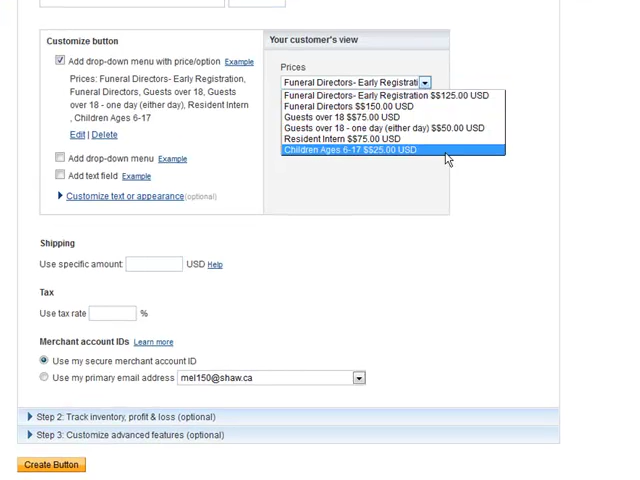 Customize button
Add drop-down menu with price/option Example
Prices: Funeral Directors- Early Registration,
Funeral Directors, Guests over 18, Guests
over 18 - one day (either day), Resident Intern
, Children Ages 6-17
Edit | Delete
Add drop-down menu Example
Add text field Example
Customize text or appearance (optional)
Your customer's view
Prices
Funeral Directors- Early Registrati
Funeral Directors- Early Registration $$125.00 USD
Funeral Directors $$150.00 USD
Guests over 18 $$75.00 USD
Guests over 18 - one day (either day) $$50.00 USD
Resident Intern $$75.00 USD
Children Ages 6-17 $$25.00 USD
Shipping
Use specific amount: USD Help
Tax
Use tax rate %
Merchant account IDs Learn more
Use my secure merchant account ID
Use my primary email address mel150@shaw.ca
Step 2: Track inventory, profit & loss (optional)
Step 3: Customize advanced features (optional)
Create Button